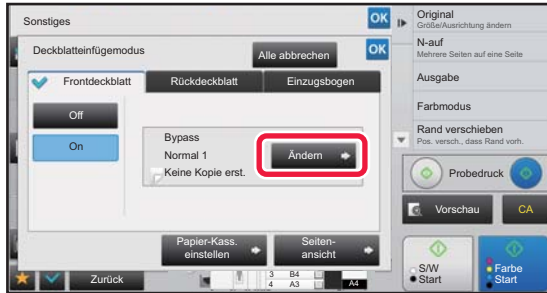 Sonstiges
OK
Deckblatteinfügemodus
Alle abbrechen
OK
Frontdeckblatt
Rückdeckblatt
Einzugsbogen
Off
On
Bypass
Normal 1
Keine Kopie erst.
Ändern
Papier-Kass.
einstellen
Seiten-
ansicht
Zurück
3 B4
4 A3
A4
Original
Größe/Ausrichtung ändern
N-auf
Mehrere Seiten auf eine Seite
Ausgabe
Farbmodus
Rand verschieben
Pos. versch., dass Rand vorh.
Probedruck
Vorschau
CA
S/W
Start
Farbe
Start